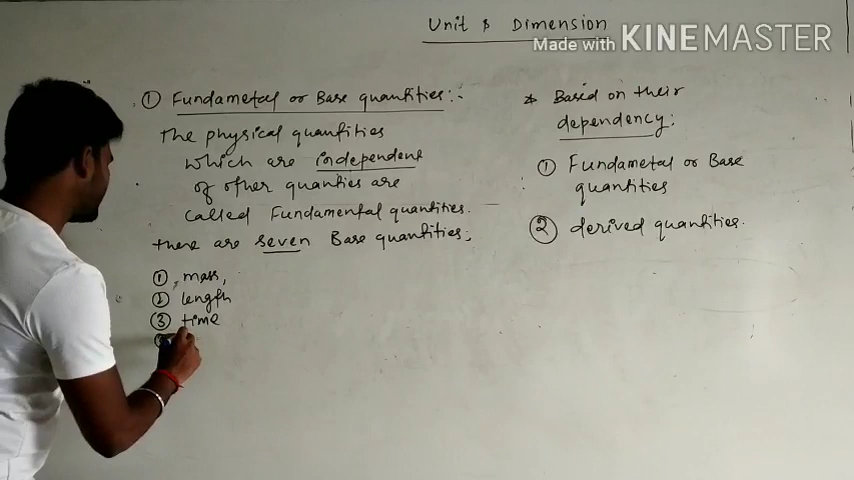 Unit & Dimension
Made with KINEMASTER
① Fundametal or Base quantities:-
The physical quantities
which are independent
of other quanties are
called Fundamental quantities.
there are seven Base quantities;
① mass,
② length
③ time
* Based on their
dependency;
① Fundametal or Base
quantities
② derived quantities.